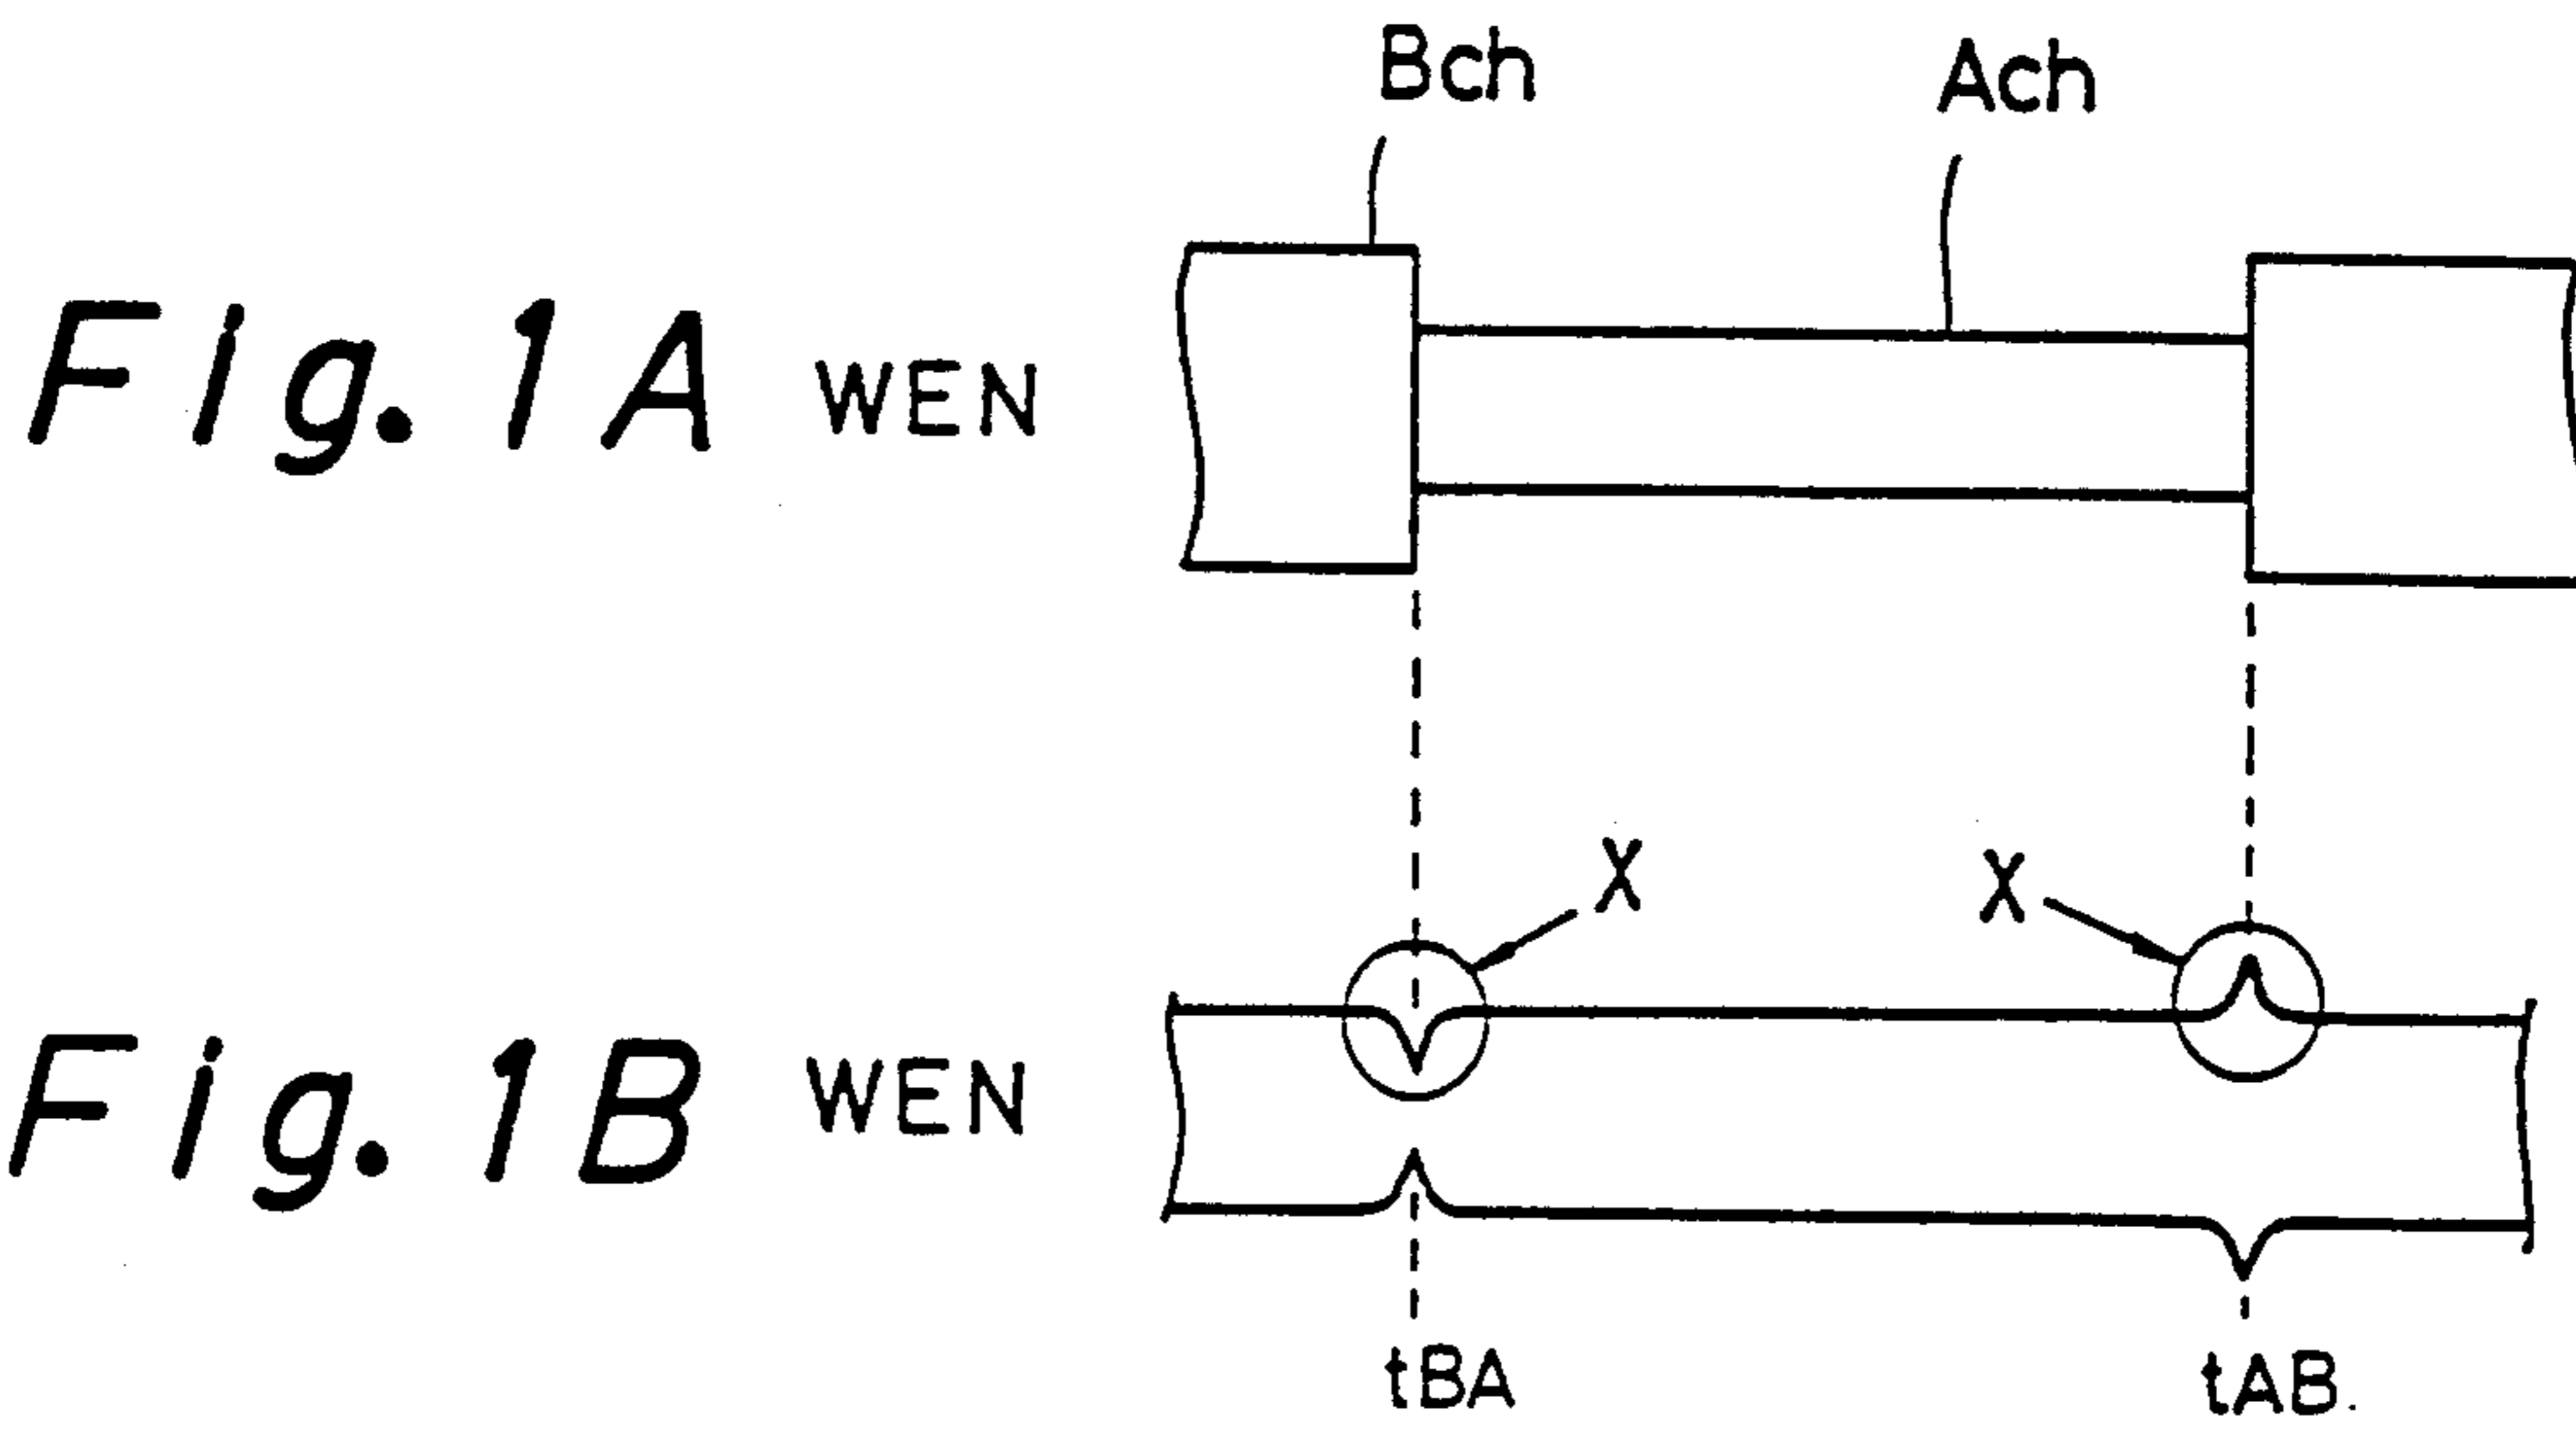 Bch
Ach
Fig. 1A WEN
X
X
Fig. 1B WEN
tBA
tAB.